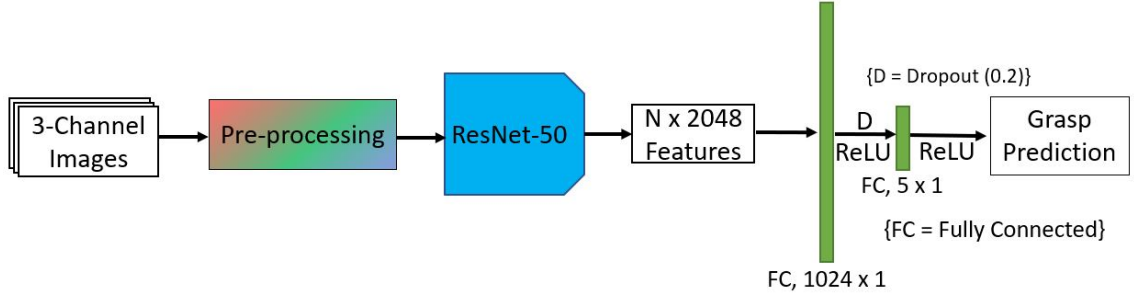 3-Channel
Images
Pre-processing
ResNet-50
N x 2048
Features
FC, 1024 x 1
{D = Dropout (0.2)}
D
ReLU
FC, 5 x 1
ReLU
{FC = Fully Connected}
Grasp
Prediction